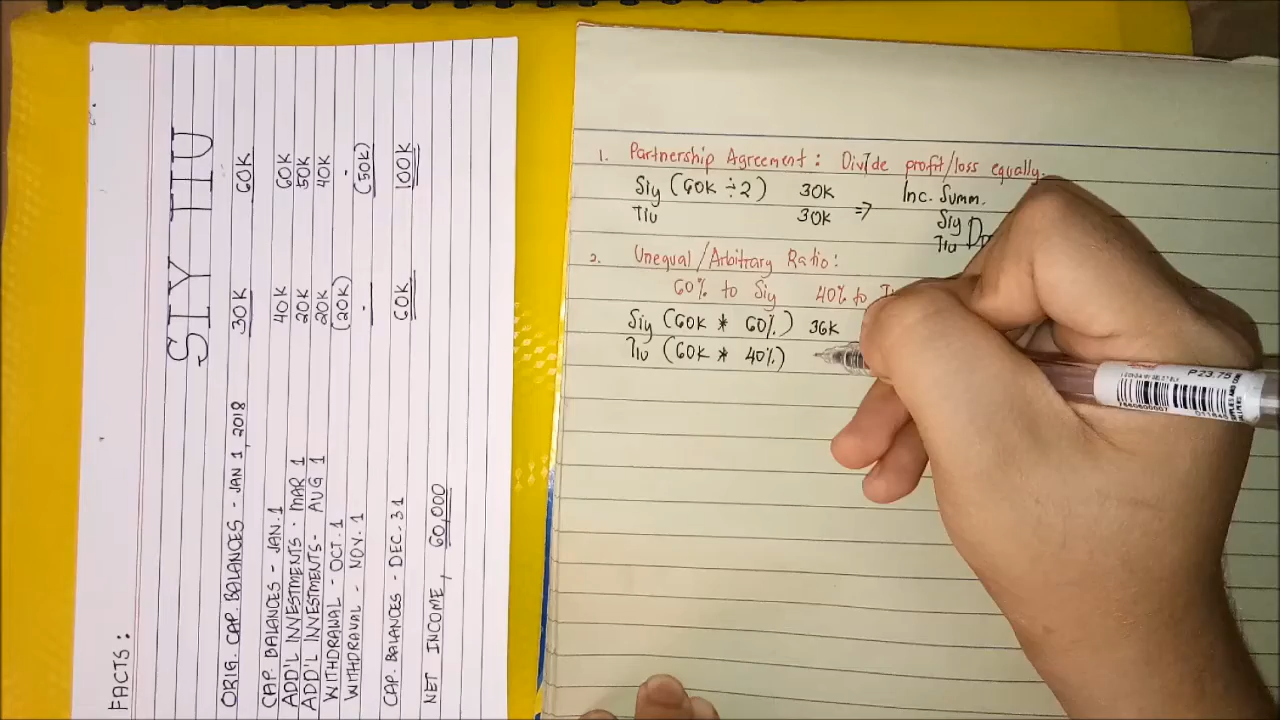 FACTS:
SIY TIU
ORIG. CAP. BALANCES - JAN 1, 2018 30K 60K
CAP. BALANCES - JAN. 1 40K 60K
ADD'L INVESTMENTS - MAR 1 20K 50K
ADD'L INVESTMENTS - AUG 1 20K 40K
WITHDRAWAL - OCT. 1 (20K) -
WITHDRAWAL - NOV. 1 - (50K)
CAP. BALANCES - DEC. 31 60K 100K
NET INCOME, 60,000
1. Partnership Agreement: Divide profit/loss equally.
Siy (60K ÷ 2) 30K Inc. Summ.
Tiu 30K => Siy
Tiu
2. Unequal/Arbitrary Ratio:
60% to Siy 40% to
Siy (60K * 60%) 36K
Tiu (60K * 40%)
₱23.75